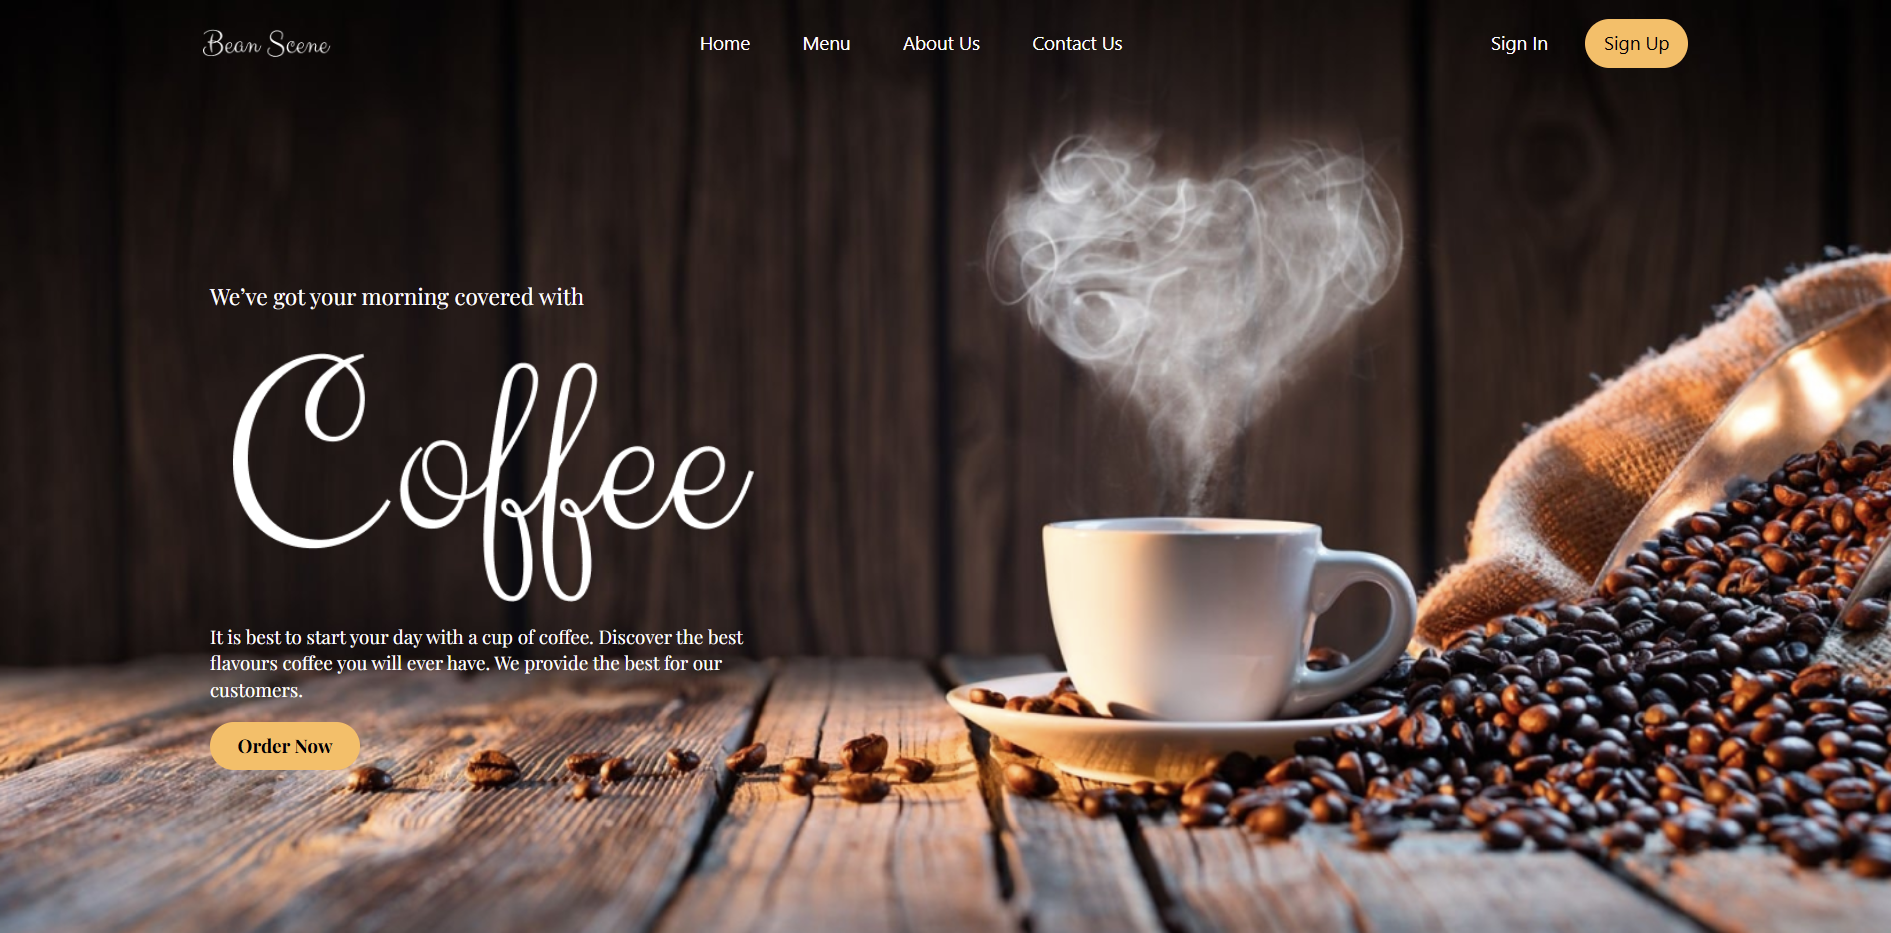 Bean Scene
Home Menu About Us Contact Us
Sign In Sign Up
We’ve got your morning covered with
Coffee
It is best to start your day with a cup of coffee. Discover the best
flavours coffee you will ever have. We provide the best for our
customers.
Order Now